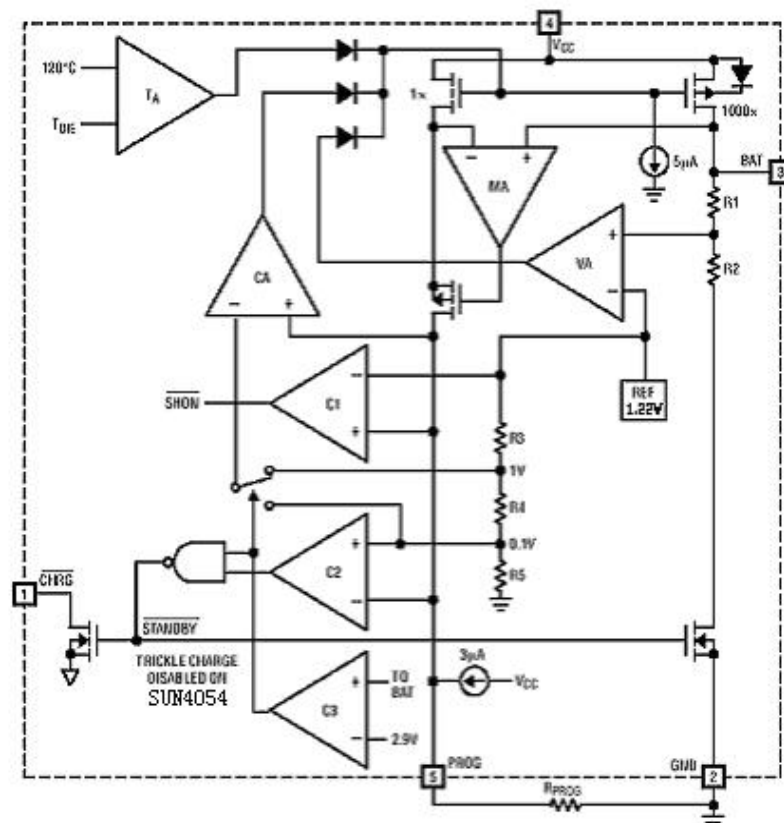 4
VCC
120°C
TA
TDIE
1x
1000x
5µA
BAT
3
– +
MA
R1
+
VA
–
R2
CA
– +
REF
1.22V
–
SHDN
C1
+
R3
1V
R4
+
0.1V
C2
R5
–
CHRG
1
STANDBY
TRICKLE CHARGE
DISABLED ON
SUN4054
3µA
VCC
+
TO
BAT
C3
–
2.9V
5
PROG
GND
2
RPROG